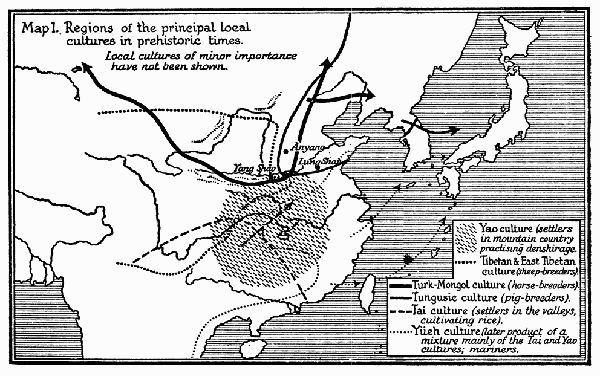 Map 1. Regions of the principal local
cultures in prehistoric times.
Local cultures of minor importance
have not been shown.
Anyang
Lung Shan
Yang Shao
Yao culture (settlers
in mountain country
practising denshirage.
Tibetan & East Tibetan
culture (sheep-breeders)
Turk-Mongol culture (horse-breeders).
Tungusic culture (pig-breeders).
Tai culture (settlers in the valleys,
cultivating rice).
Yüeh culture (later product of a
mixture mainly of the Tai and Yao
cultures; mariners.